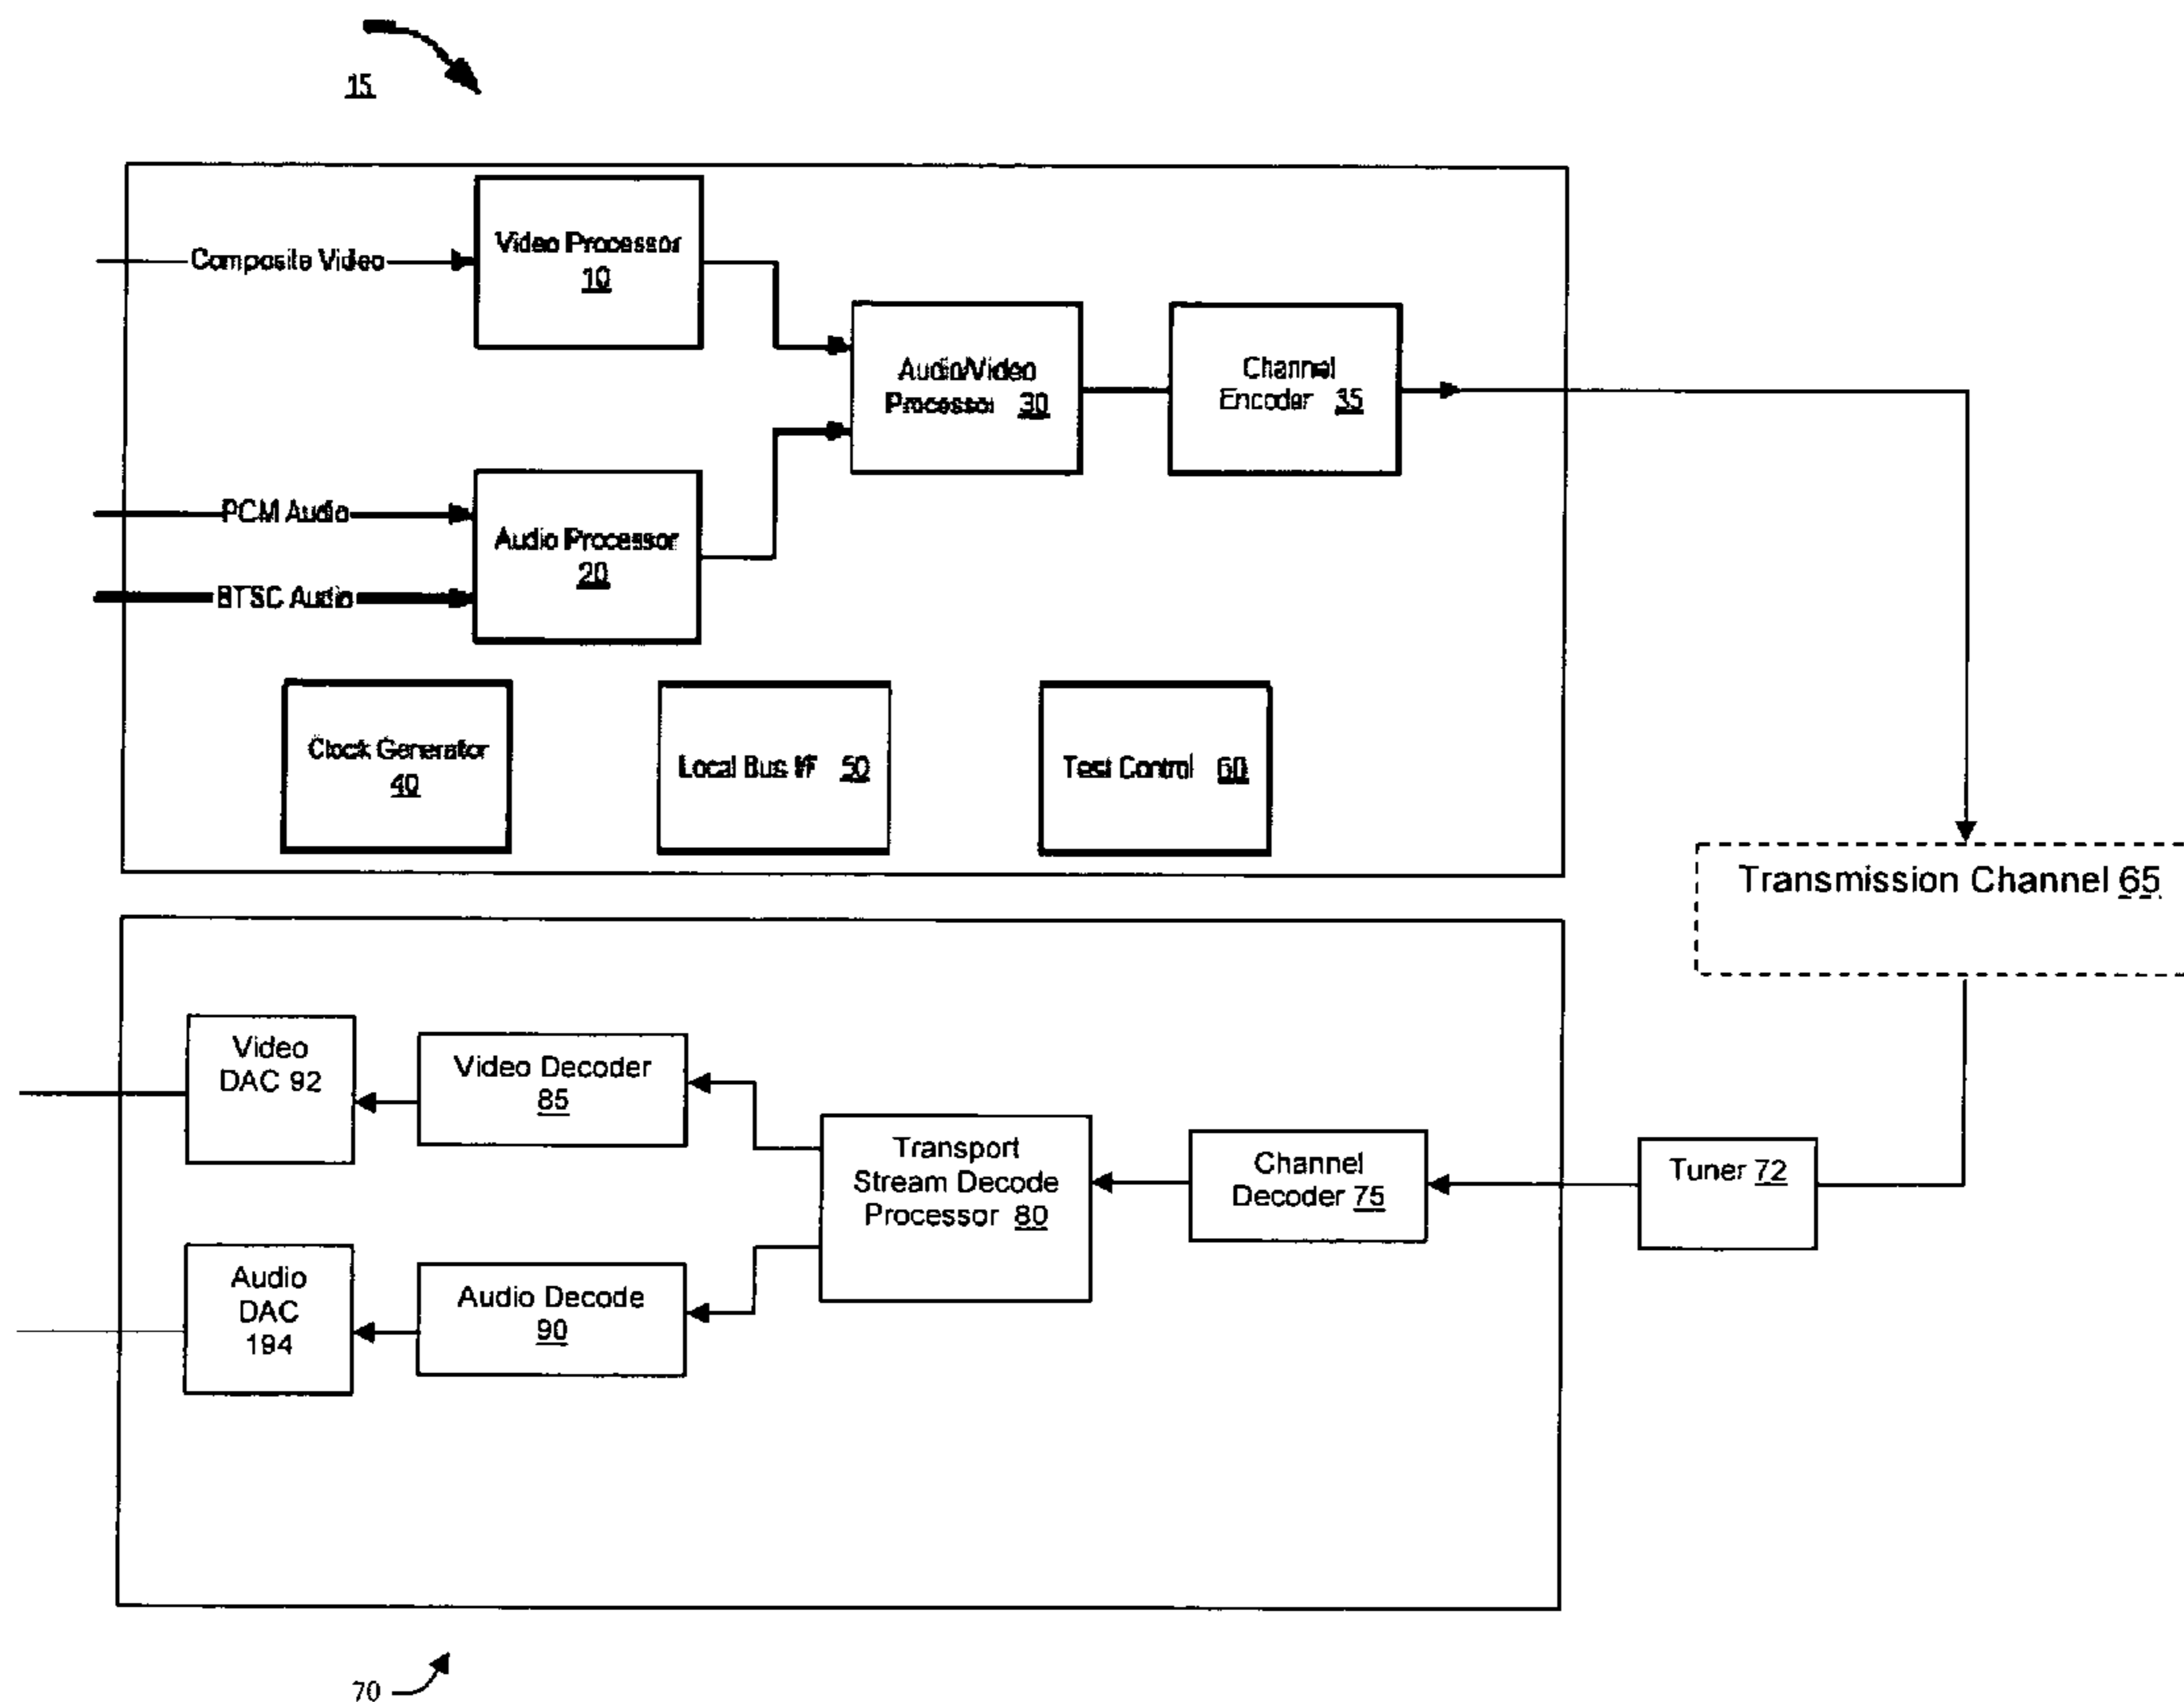 15
Composite Video
Video Processor
10
Audio/Video
Processor 30
Channel
Encoder 35
PCM Audio
BTSC Audio
Audio Processor
20
Clock Generator
40
Local Bus I/F 50
Test Control 60
Transmission Channel 65
Video
DAC 92
Video Decoder
85
Transport
Stream Decode
Processor 80
Channel
Decoder 75
Tuner 72
Audio
DAC
194
Audio Decode
90
70